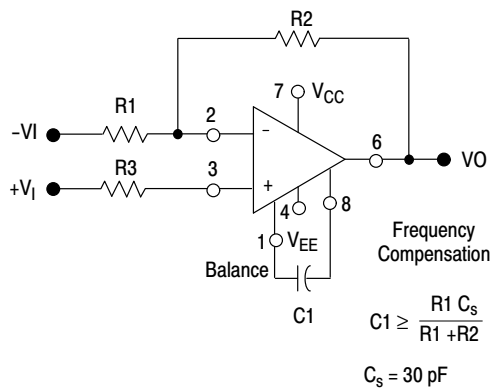 R2
7 VCC
R1
-VI
2
-
6
VO
+VI
R3
3
+
4
8
1
VEE
Balance
C1
Frequency
Compensation
C1 ≥ R1 Cs / R1 +R2
Cs = 30 pF